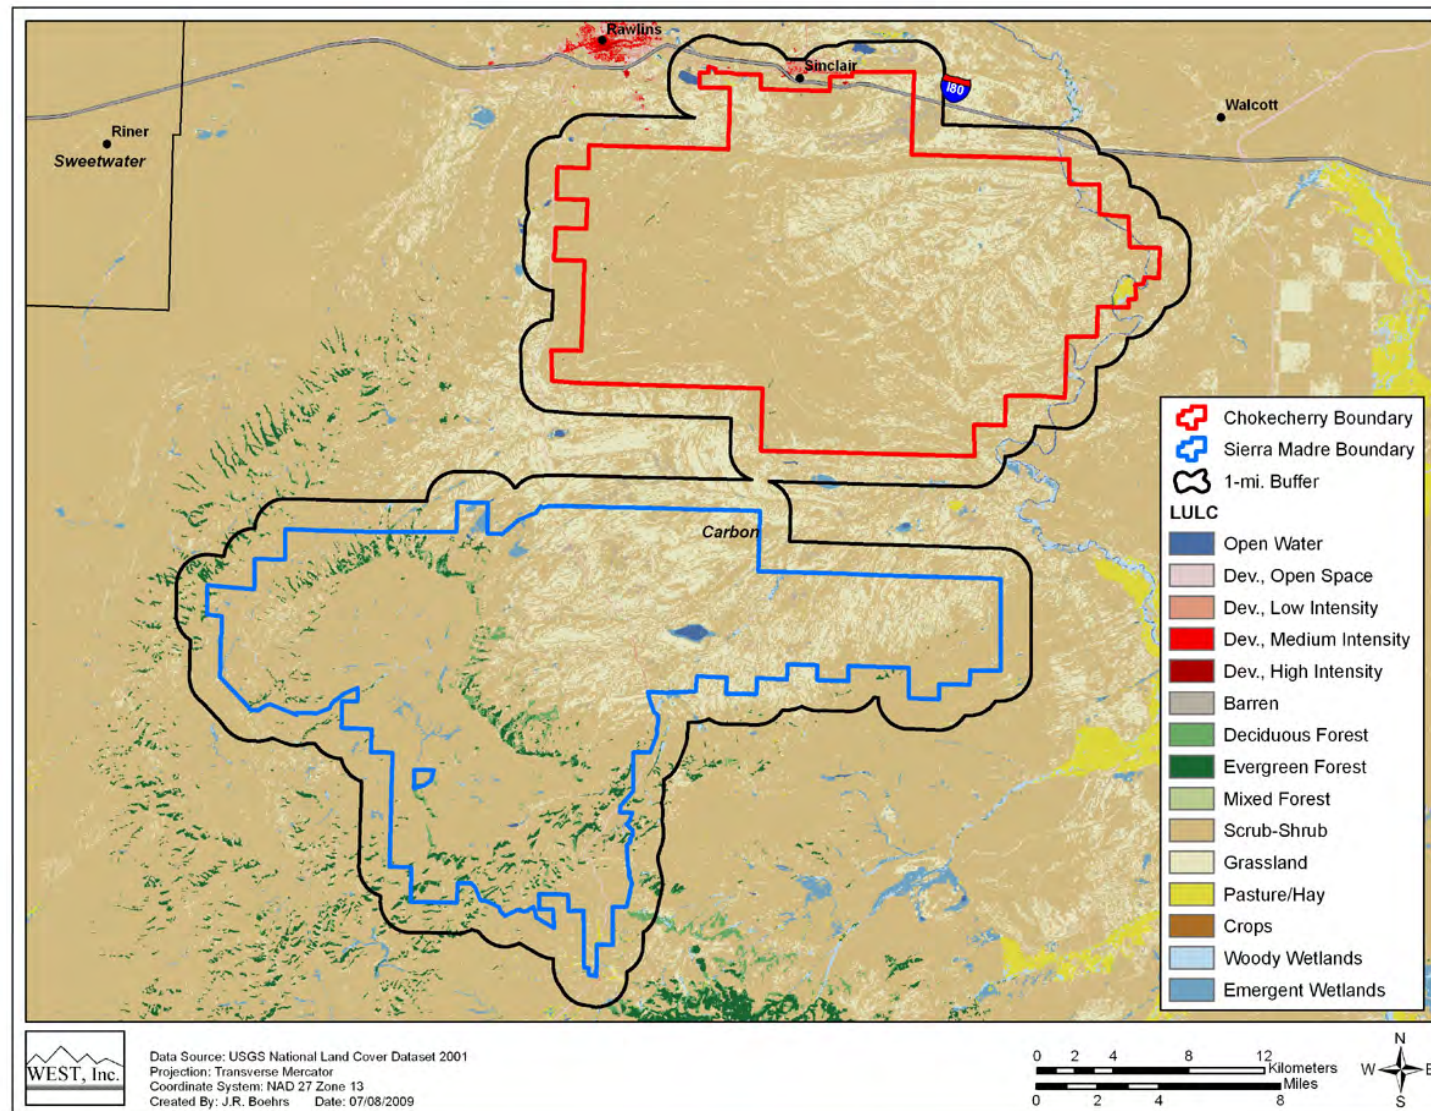 Rawlins
Sinclair
I80
Walcott
Riner
Sweetwater
Carbon
Chokecherry Boundary
Sierra Madre Boundary
1-mi. Buffer
LULC
Open Water
Dev., Open Space
Dev., Low Intensity
Dev., Medium Intensity
Dev., High Intensity
Barren
Deciduous Forest
Evergreen Forest
Mixed Forest
Scrub-Shrub
Grassland
Pasture/Hay
Crops
Woody Wetlands
Emergent Wetlands
WEST, Inc.
Data Source: USGS National Land Cover Dataset 2001
Projection: Transverse Mercator
Coordinate System: NAD 27 Zone 13
Created By: J.R. Boehrs Date: 07/08/2009
0 2 4 8 12
Kilometers
Miles
0 2 4 8
N
W E
S